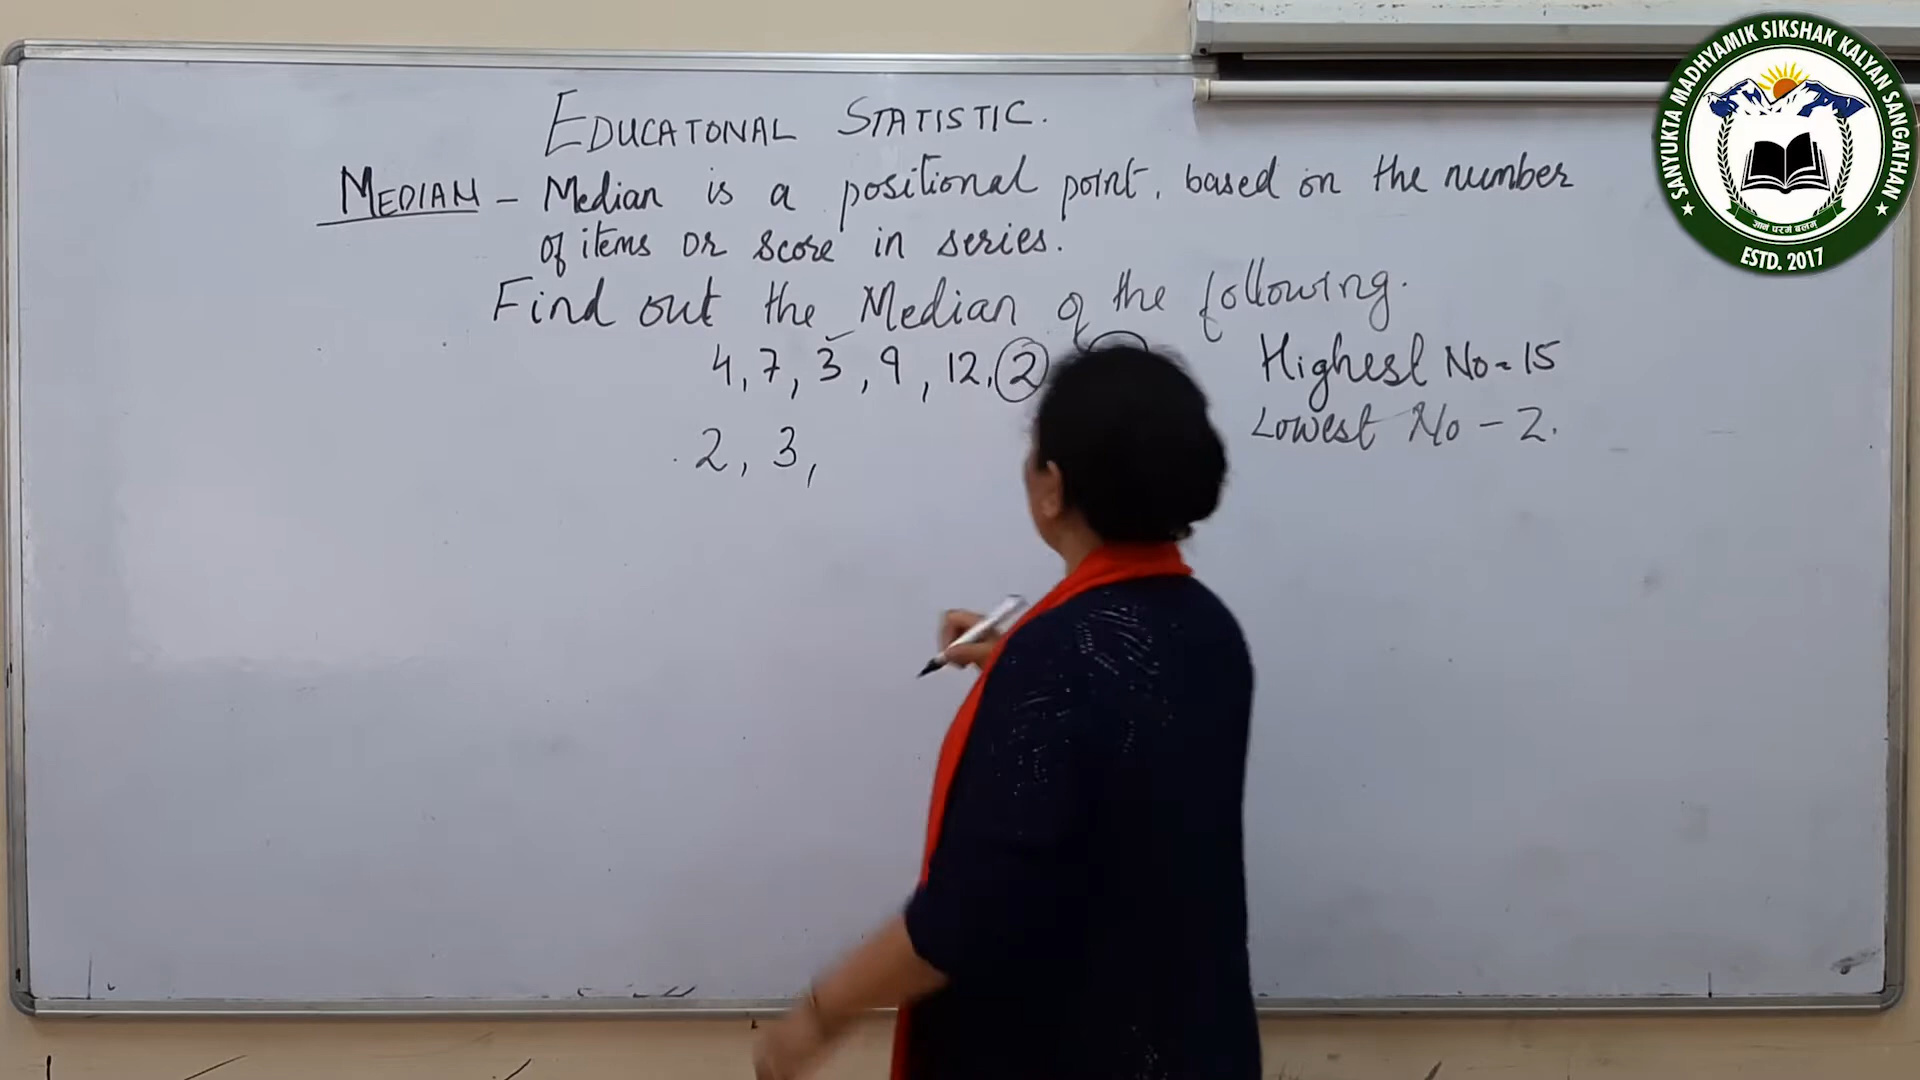 EDUCATONAL STATISTIC.
MEDIAN - Median is a positional point, based on the number
of items or score in series.
Find out the Median of the following.
4, 7, 3, 9, 12, 2
Highest No = 15
Lowest No - 2.
2, 3,
SANYUKTA MADHYAMIK SIKSHAK KALYAN SANGATHAN
ज्ञानं परमं बलम्
ESTD. 2017